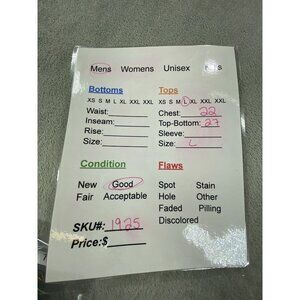 Mens Womens Unisex
Bottoms Tops
XS S M L XL XXL XXL XS S M L XL XXL XXL
Inseam: Chest: 22
Waist: Top-Bottom: 27
Rise: Sleeve:
Size: Size: L
Condition Flaws
New Good Spot Stain
Fair Acceptable Hole Other
Faded Pilling
Discolored
SKU#: 1925
Price:$